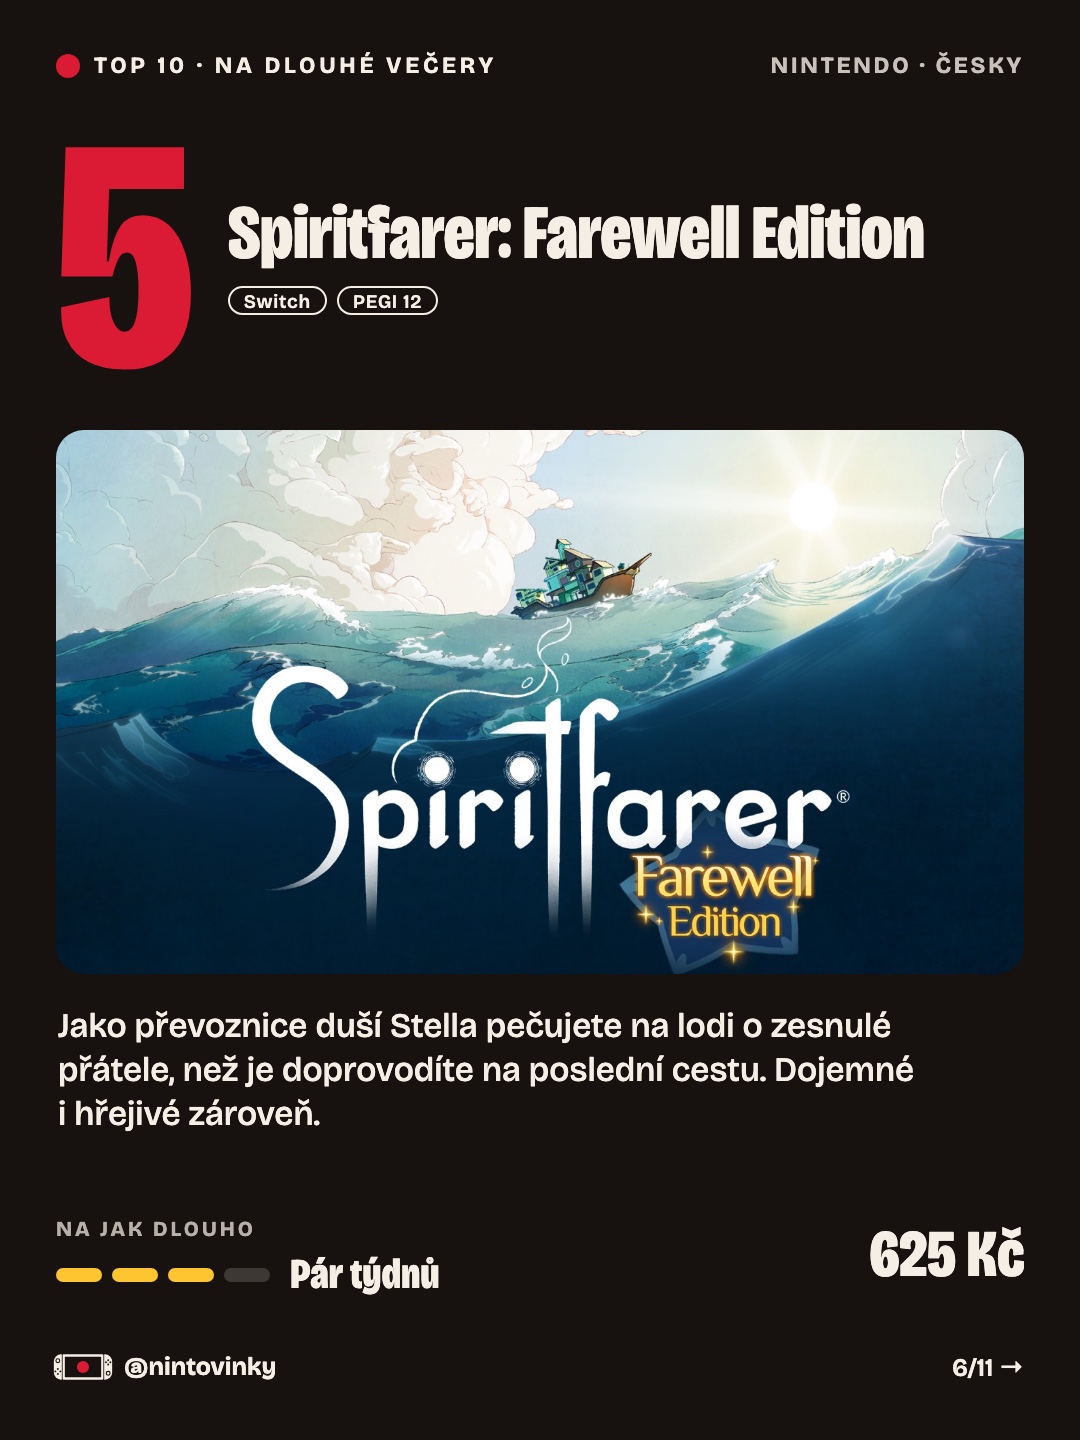 TOP 10 · NA DLOUHÉ VEČERY
NINTENDO · ČESKY
5
Spiritfarer: Farewell Edition
Switch
PEGI 12
Spiritfarer®
Farewell
Edition
Jako převoznice duší Stella pečujete na lodi o zesnulé
přátele, než je doprovodíte na poslední cestu. Dojemné
i hřejivé zároveň.
NA JAK DLOUHO
Pár týdnů
625 Kč
@nintovinky
6/11 →